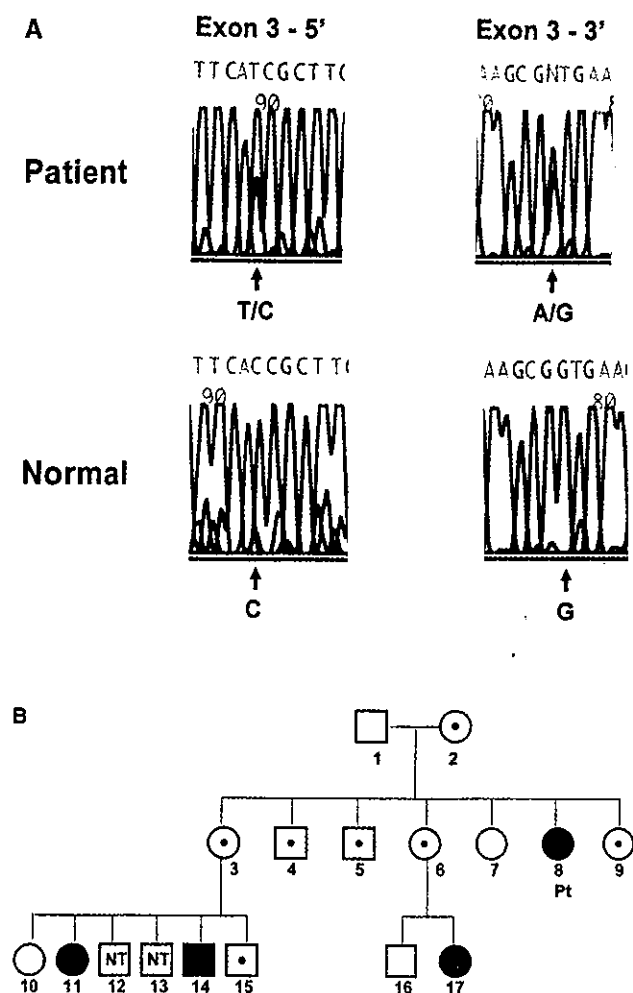 A
Exon 3 - 5' Exon 3 - 3'
TTCATCGCTTC AAGCGNTGAA
90
Patient
T/C A/G
TTCACCGCTTC AAGCGGTGAA
90 80
Normal
C G
B
1 2
3 4 5 6 7 8 9
Pt
NT NT
10 11 12 13 14 15 16 17